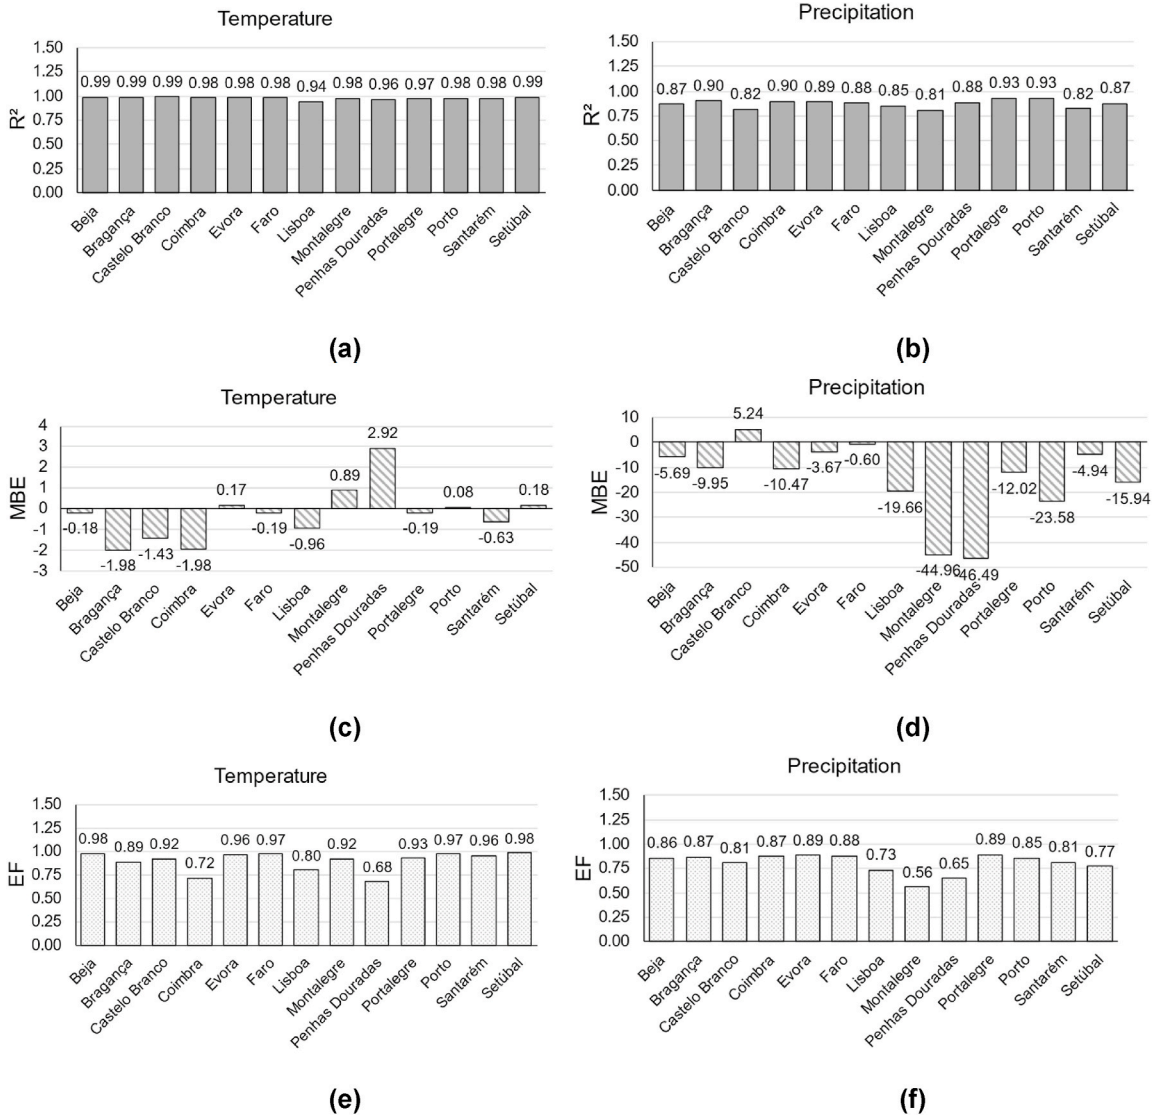 Temperature
R²
1.50
1.25
1.00
0.75
0.50
0.25
0.00
0.99 0.99 0.99 0.98 0.98 0.98 0.94 0.98 0.96 0.97 0.98 0.98 0.99
Beja Bragança Castelo Branco Coimbra Evora Faro Lisboa Montalegre Penhas Douradas Portalegre Porto Santarém Setúbal
(a)
Precipitation
R²
1.50
1.25
1.00
0.75
0.50
0.25
0.00
0.87 0.90 0.82 0.90 0.89 0.88 0.85 0.81 0.88 0.93 0.93 0.82 0.87
Beja Bragança Castelo Branco Coimbra Evora Faro Lisboa Montalegre Penhas Douradas Portalegre Porto Santarém Setúbal
(b)
Temperature
MBE
4
3
2
1
0
-1
-2
-3
-0.18 -1.98 -1.43 -1.98 0.17 -0.19 -0.96 0.89 2.92 -0.19 0.08 -0.63 0.18
Beja Bragança Castelo Branco Coimbra Evora Faro Lisboa Montalegre Penhas Douradas Portalegre Porto Santarém Setúbal
(c)
Precipitation
MBE
10
0
-10
-20
-30
-40
-50
-5.69 -9.95 5.24 -10.47 -3.67 -0.60 -19.66 -44.96 -46.49 -12.02 -23.58 -4.94 -15.94
Beja Bragança Castelo Branco Coimbra Evora Faro Lisboa Montalegre Penhas Douradas Portalegre Porto Santarém Setúbal
(d)
Temperature
EF
1.50
1.25
1.00
0.75
0.50
0.25
0.00
0.98 0.89 0.92 0.72 0.96 0.97 0.80 0.92 0.68 0.93 0.97 0.96 0.98
Beja Bragança Castelo Branco Coimbra Evora Faro Lisboa Montalegre Penhas Douradas Portalegre Porto Santarém Setúbal
(e)
Precipitation
EF
1.50
1.25
1.00
0.75
0.50
0.25
0.00
0.86 0.87 0.81 0.87 0.89 0.88 0.73 0.56 0.65 0.89 0.85 0.81 0.77
Beja Bragança Castelo Branco Coimbra Evora Faro Lisboa Montalegre Penhas Douradas Portalegre Porto Santarém Setúbal
(f)